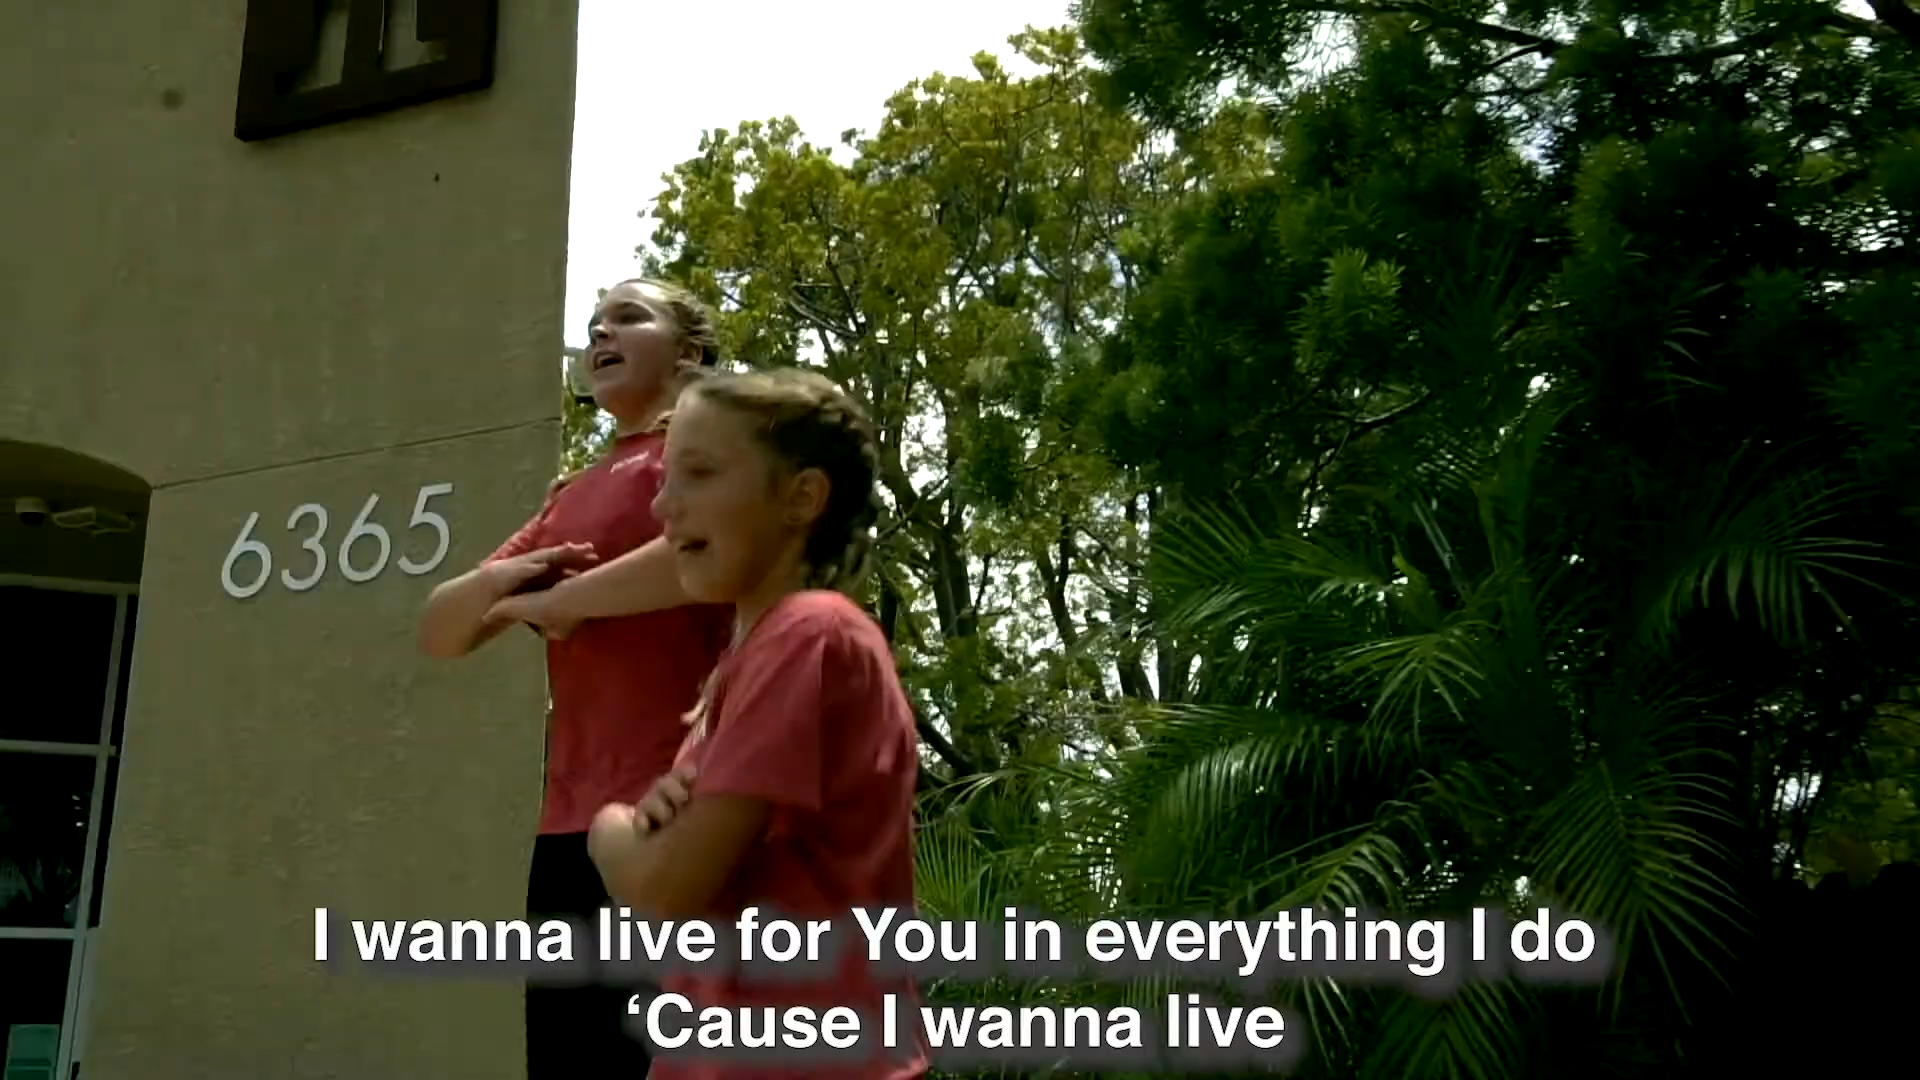 6365
I wanna live for You in everything I do
‘Cause I wanna live